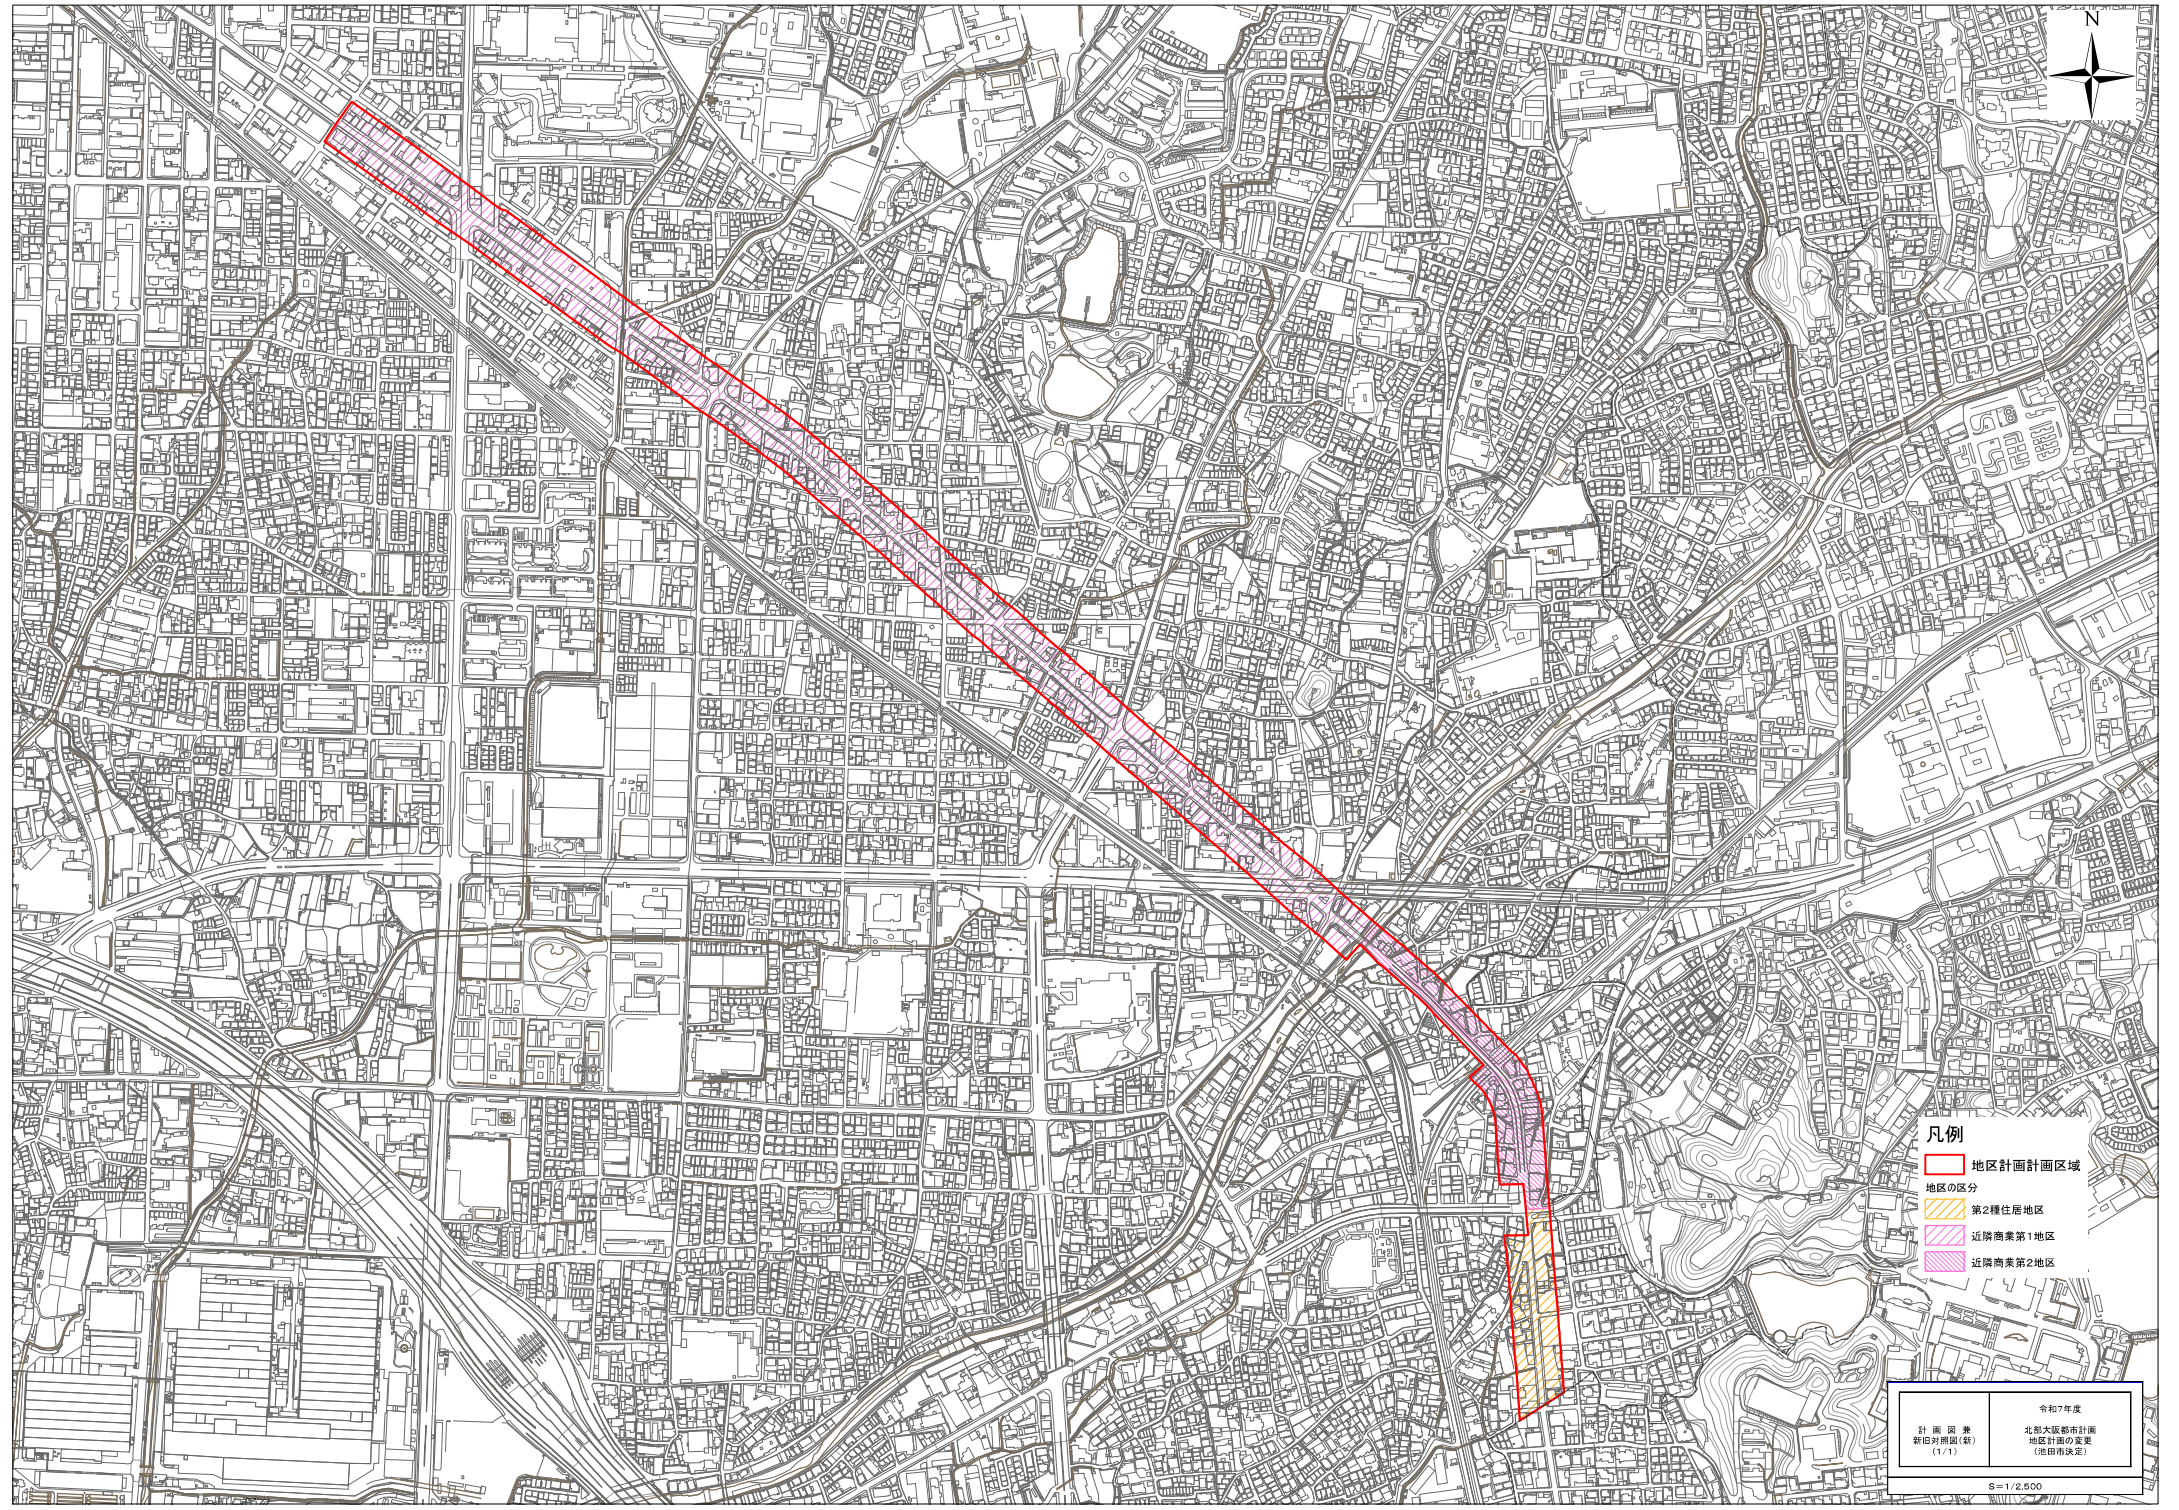 N
凡例
地区計画計画区域
地区の区分
第2種住居地区
近隣商業第1地区
近隣商業第2地区
計 画 図 兼
新旧対照図(新)
(1/1)
令和7年度
北部大阪都市計画
地区計画の変更
(池田市決定)
S=1/2,500